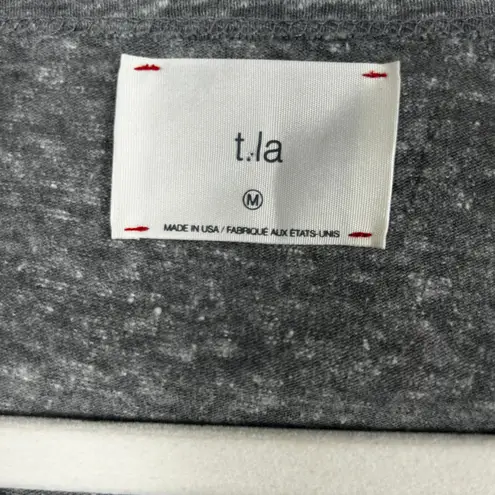 t.la
M
MADE IN USA / FABRIQUÉ AUX ÉTATS-UNIS